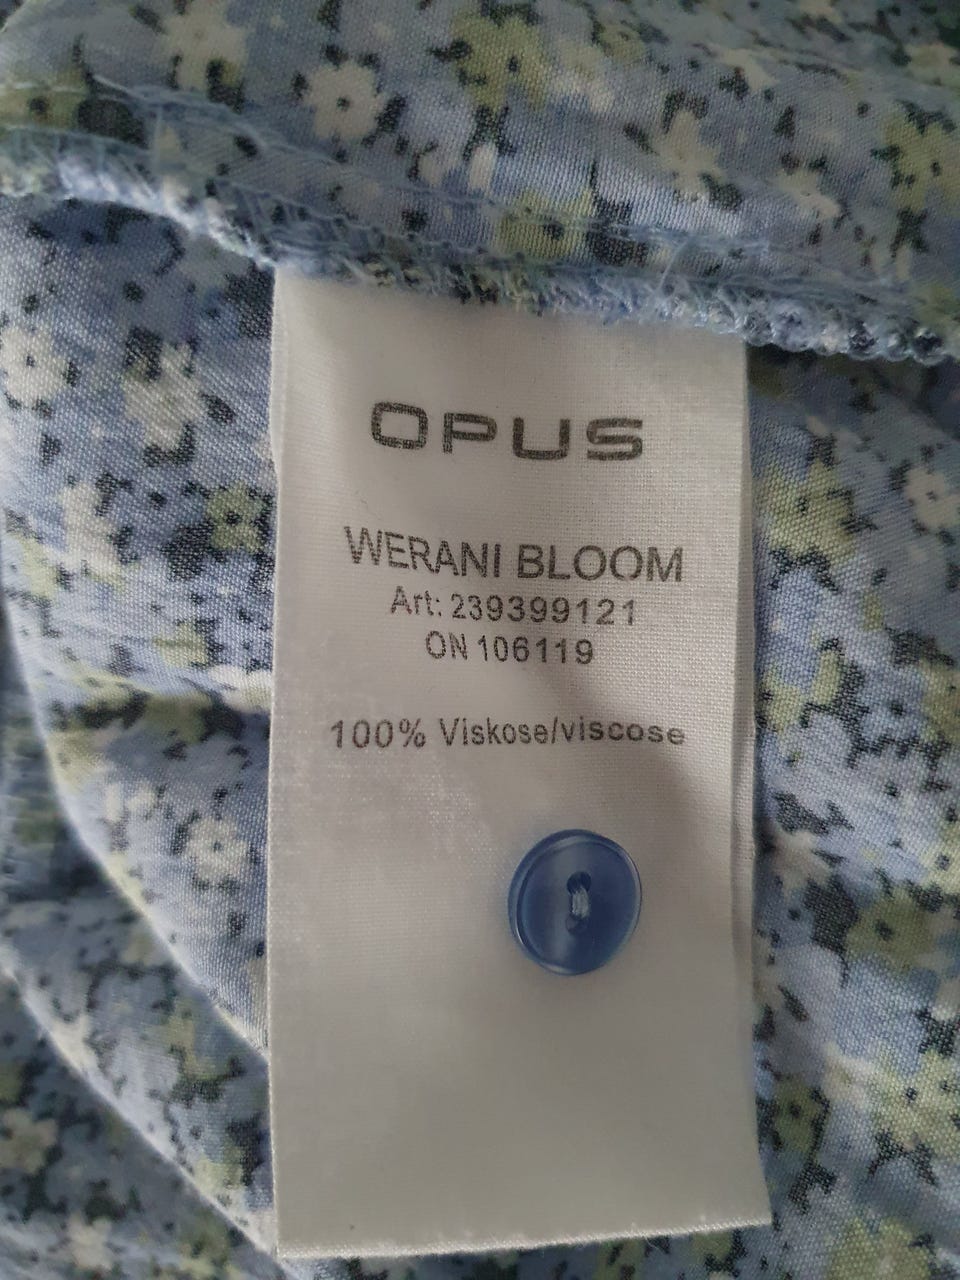 OPUS
WERANI BLOOM
Art: 239399121
ON 106119
100% Viskose/viscose